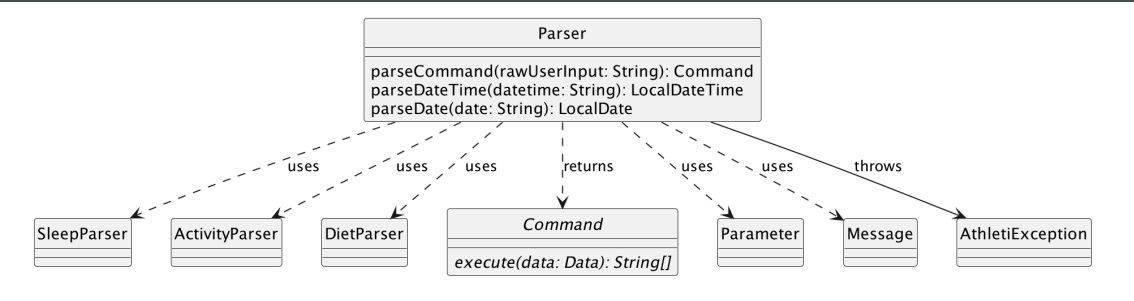 Parser
parseCommand(rawUserInput: String): Command
parseDateTime(datetime: String): LocalDateTime
parseDate(date: String): LocalDate
uses
uses
uses
returns
uses
uses
throws
SleepParser
ActivityParser
DietParser
Command
execute(data: Data): String[]
Parameter
Message
AthletiException